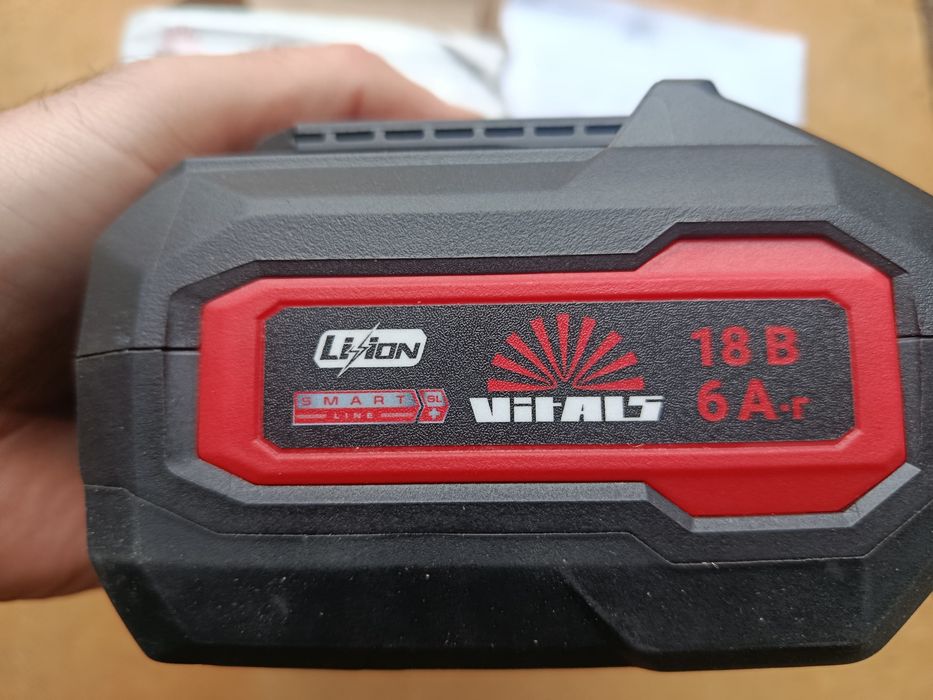 Li-ion
SMART
LINE
SL
+
Vitals
18 В
6 А·г